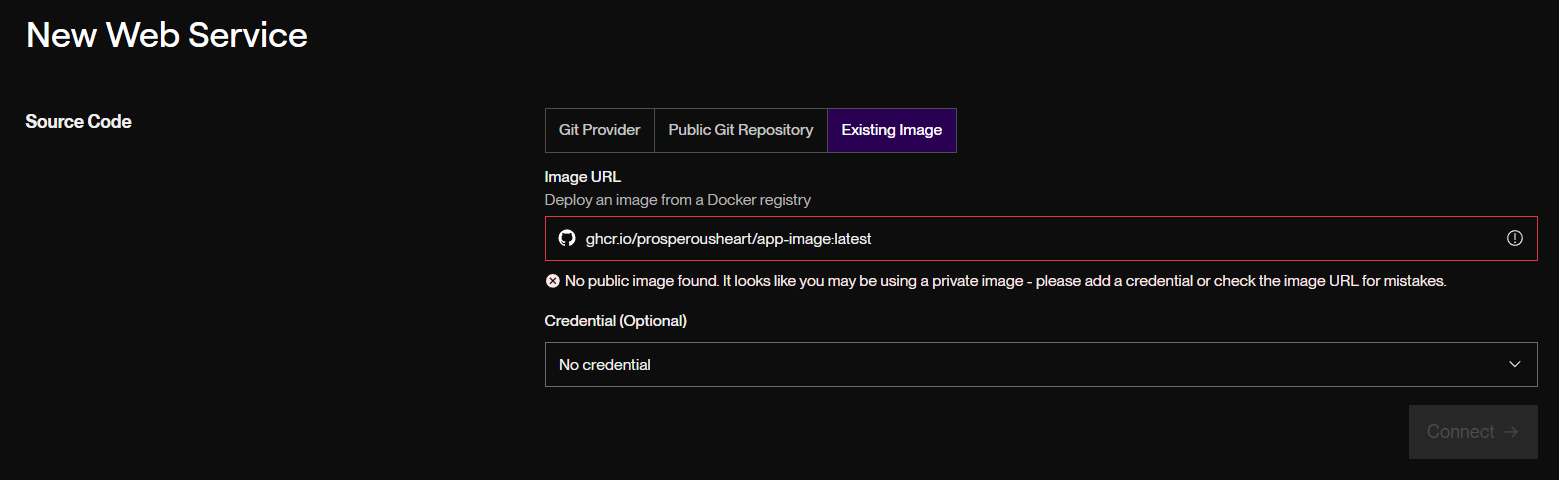 New Web Service
Source Code
Git Provider
Public Git Repository
Existing Image
Image URL
Deploy an image from a Docker registry
ghcr.io/prosperousheart/app-image:latest
No public image found. It looks like you may be using a private image - please add a credential or check the image URL for mistakes.
Credential (Optional)
No credential
Connect →